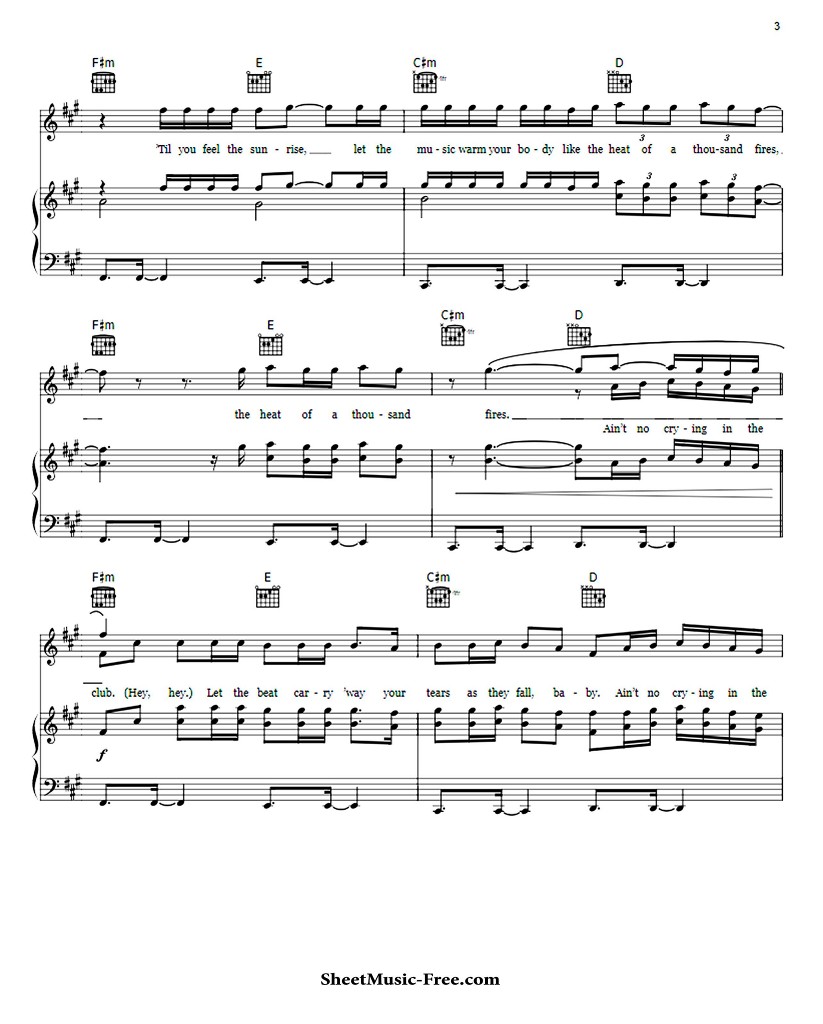 3
F♯m E C♯m D
'Til you feel the sun - rise, let the mu - sic warm your bo - dy like the heat of a thou - sand fires,
3 3
3 3
F♯m E C♯m D
the heat of a thou - sand fires.
Ain't no cry - ing in the
F♯m E C♯m D
club. (Hey, hey.) Let the beat car - ry 'way your tears as they fall, ba - by. Ain't no cry - ing in the
f
SheetMusic-Free.com